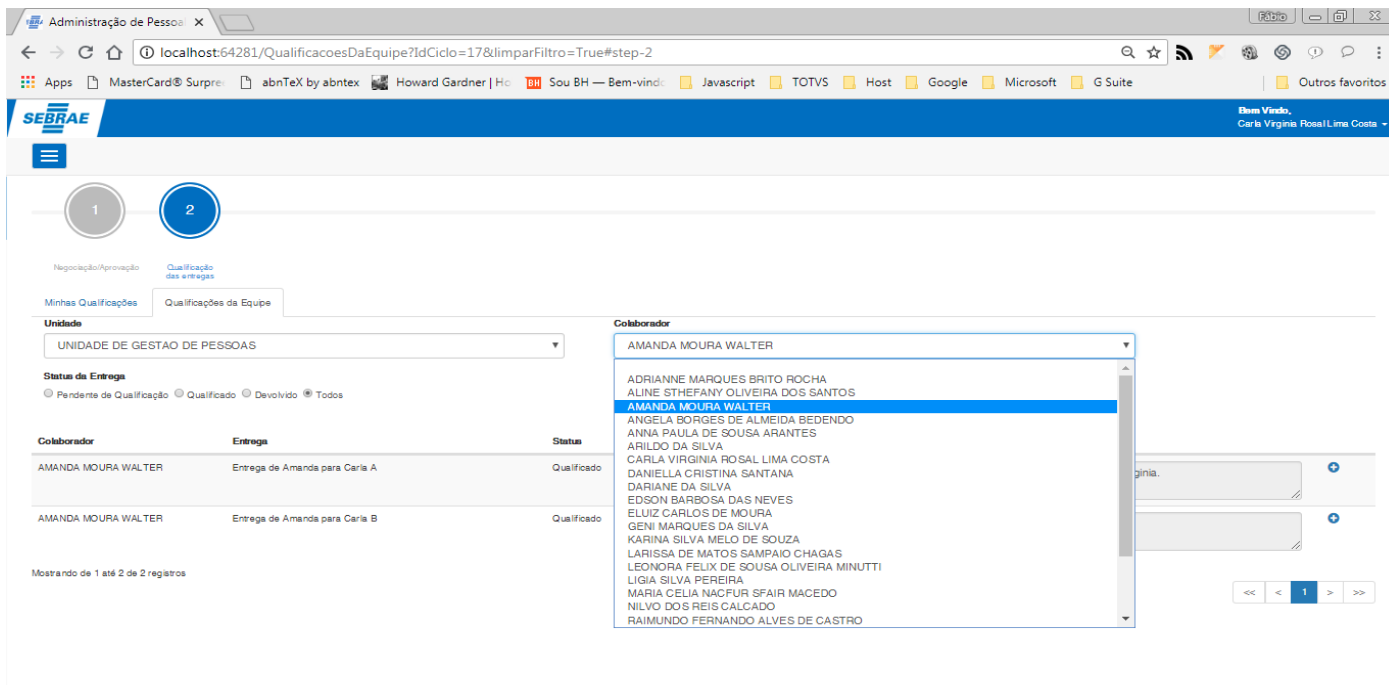 Administração de Pessoal
Fábio
localhost:64281/QualificacoesDaEquipe?IdCiclo=17&limparFiltro=True#step-2
Apps MasterCard® Surpre abnTeX by abntex Howard Gardner | Ho BH Sou BH — Bem-vindo Javascript TOTVS Host Google Microsoft G Suite Outros favoritos
SEBRAE
Bem Vindo,
Carla Virginia Rosal Lima Costa
1 2
Negociação/Aprovação Qualificação
das entregas
Minhas Qualificações Qualificações da Equipe
Unidade Colaborador
UNIDADE DE GESTAO DE PESSOAS AMANDA MOURA WALTER
Status da Entrega
Pendente de Qualificação Qualificado Devolvido Todos
ADRIANNE MARQUES BRITO ROCHA
ALINE STHEFANY OLIVEIRA DOS SANTOS
AMANDA MOURA WALTER
ANGELA BORGES DE ALMEIDA BEDENDO
ANNA PAULA DE SOUSA ARANTES
ARILDO DA SILVA
CARLA VIRGINIA ROSAL LIMA COSTA
DANIELLA CRISTINA SANTANA
DARIANE DA SILVA
EDSON BARBOSA DAS NEVES
ELUIZ CARLOS DE MOURA
GENI MARQUES DA SILVA
KARINA SILVA MELO DE SOUZA
LARISSA DE MATOS SAMPAIO CHAGAS
LEONORA FELIX DE SOUSA OLIVEIRA MINUTTI
LIGIA SILVA PEREIRA
MARIA CELIA NACFUR SFAIR MACEDO
NILVO DOS REIS CALCADO
RAIMUNDO FERNANDO ALVES DE CASTRO
Colaborador Entrega Status
AMANDA MOURA WALTER Entrega de Amanda para Carla A Qualificado
ginia.
AMANDA MOURA WALTER Entrega de Amanda para Carla B Qualificado
Mostrando de 1 até 2 de 2 registros
<< < 1 > >>